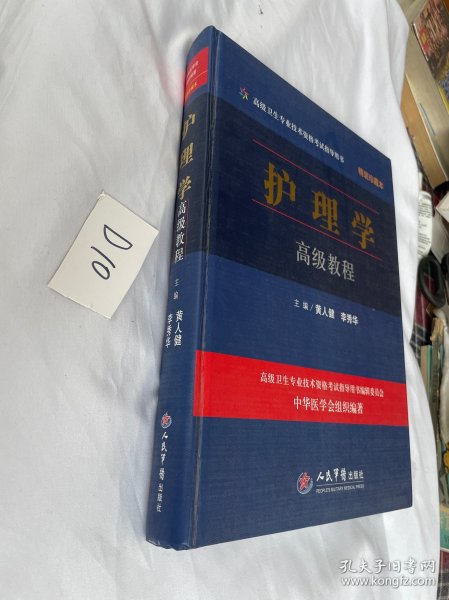 高级卫生专业技术资格考试指导用书
精装珍藏本
护理学
高级教程
主编/黄人健 李秀华
高级卫生专业技术资格考试指导用书编辑委员会
中华医学会组织编著
人民军医出版社
PEOPLE'S MILITARY MEDICAL PRESS
护理学
高级教程
主编
黄人健
李秀华
人民军医出版社
D10
孔夫子旧书网
www.kongfz.com